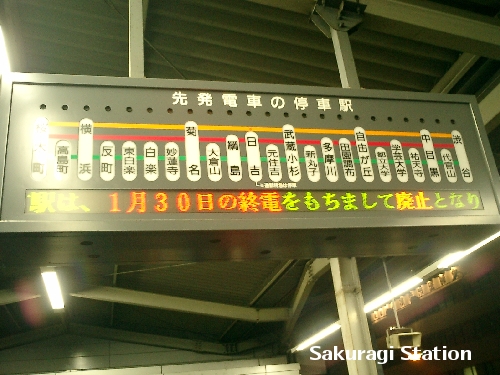 先発電車の停車駅
町 高島町 横浜 反町 東白楽 白楽 妙蓮寺 菊名 大倉山 綱島 日吉 元住吉 武蔵小杉 新丸子 多摩川 田園調布 自由が丘 都立大学 学芸大学 祐天寺 中目黒 代官山 渋谷
駅は、1月30日の終電をもちまして廃止となり
Sakuragi Station